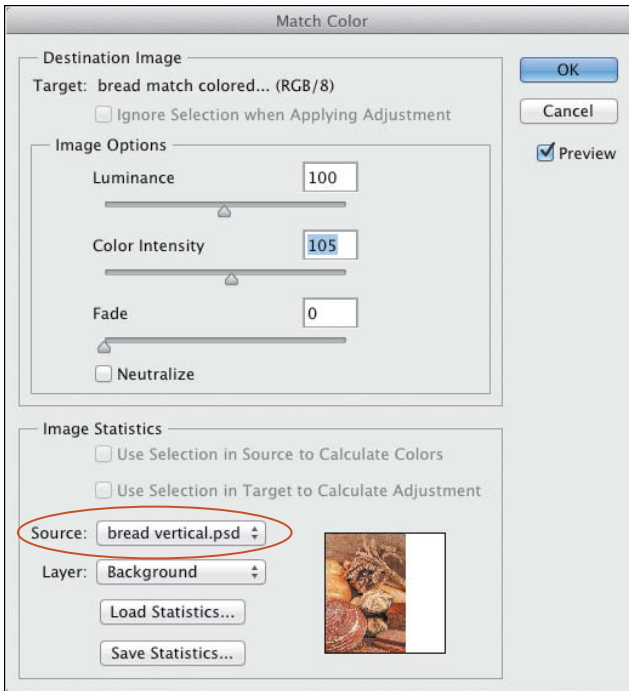 Match Color
Destination Image
Target: bread match colored... (RGB/8)
Ignore Selection when Applying Adjustment
Image Options
Luminance 100
Color Intensity 105
Fade 0
Neutralize
OK
Cancel
Preview
Image Statistics
Use Selection in Source to Calculate Colors
Use Selection in Target to Calculate Adjustment
Source: bread vertical.psd
Layer: Background
Load Statistics...
Save Statistics...